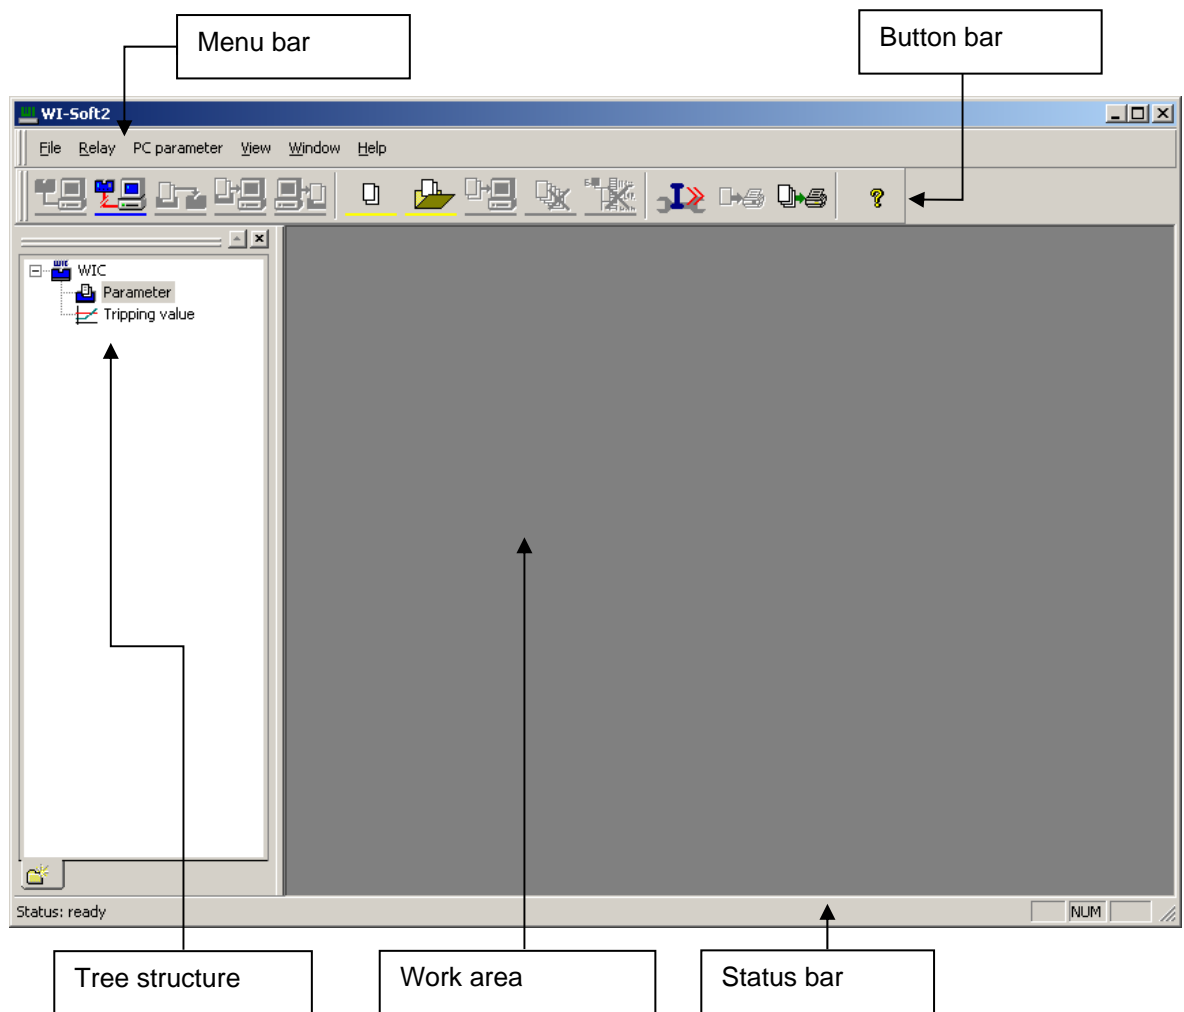 Menu bar
Button bar
WI-Soft2
File Relay PC parameter View Window Help
WIC
Parameter
Tripping value
Status: ready
NUM
Tree structure
Work area
Status bar